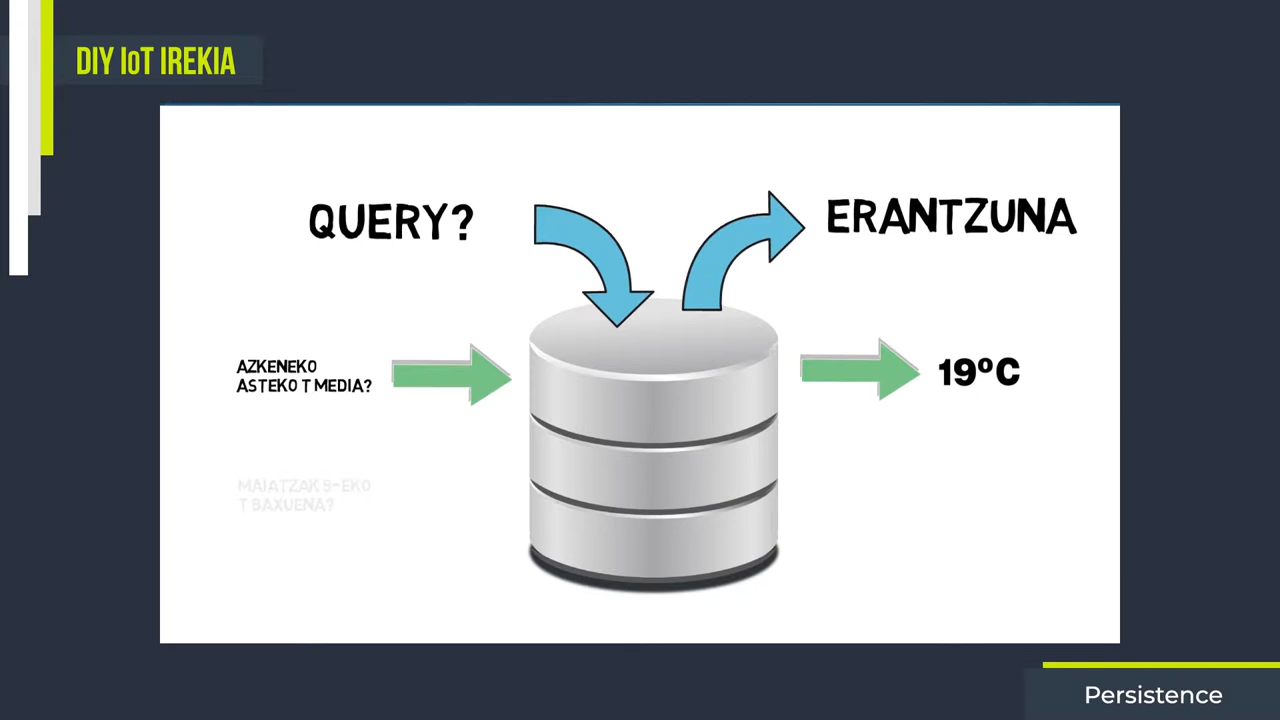 DIY IoT IREKIA
QUERY?
ERANTZUNA
AZKENEKO
ASTEKO T MEDIA?
19ºC
MAIATZAK 5-EKO
T BAXUENA?
Persistence